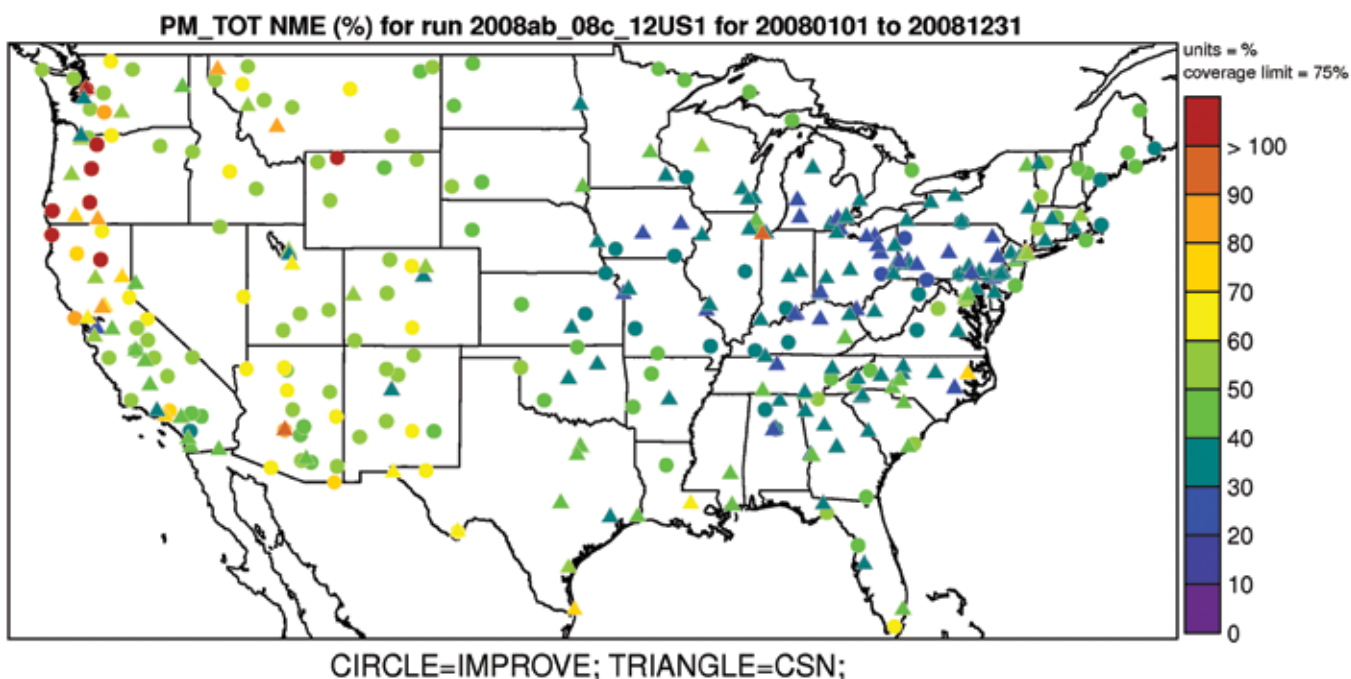 PM_TOT NME (%) for run 2008ab_08c_12US1 for 20080101 to 20081231
units = %
coverage limit = 75%
> 100
90
80
70
60
50
40
30
20
10
0
CIRCLE=IMPROVE; TRIANGLE=CSN;